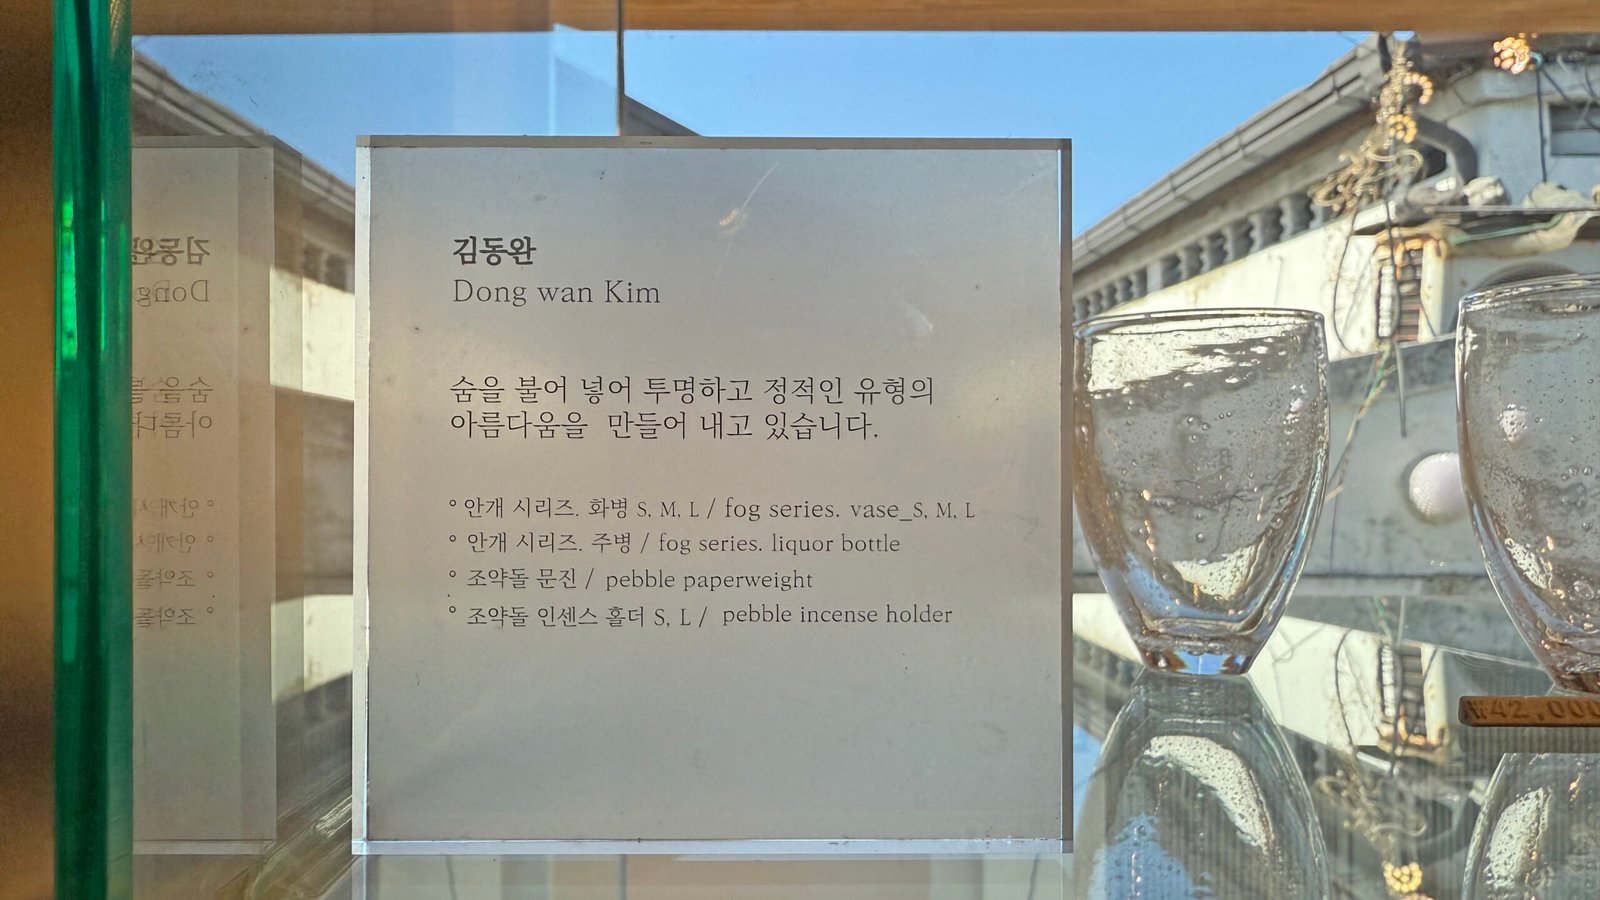 김동완
Dong wan Kim
숨을 불어 넣어 투명하고 정적인 유형의
아름다움을 만들어 내고 있습니다.
° 안개 시리즈. 화병 S, M, L / fog series. vase_S, M, L
° 안개 시리즈. 주병 / fog series. liquor bottle
° 조약돌 문진 / pebble paperweight
° 조약돌 인센스 홀더 S, L / pebble incense holder
₩42,000